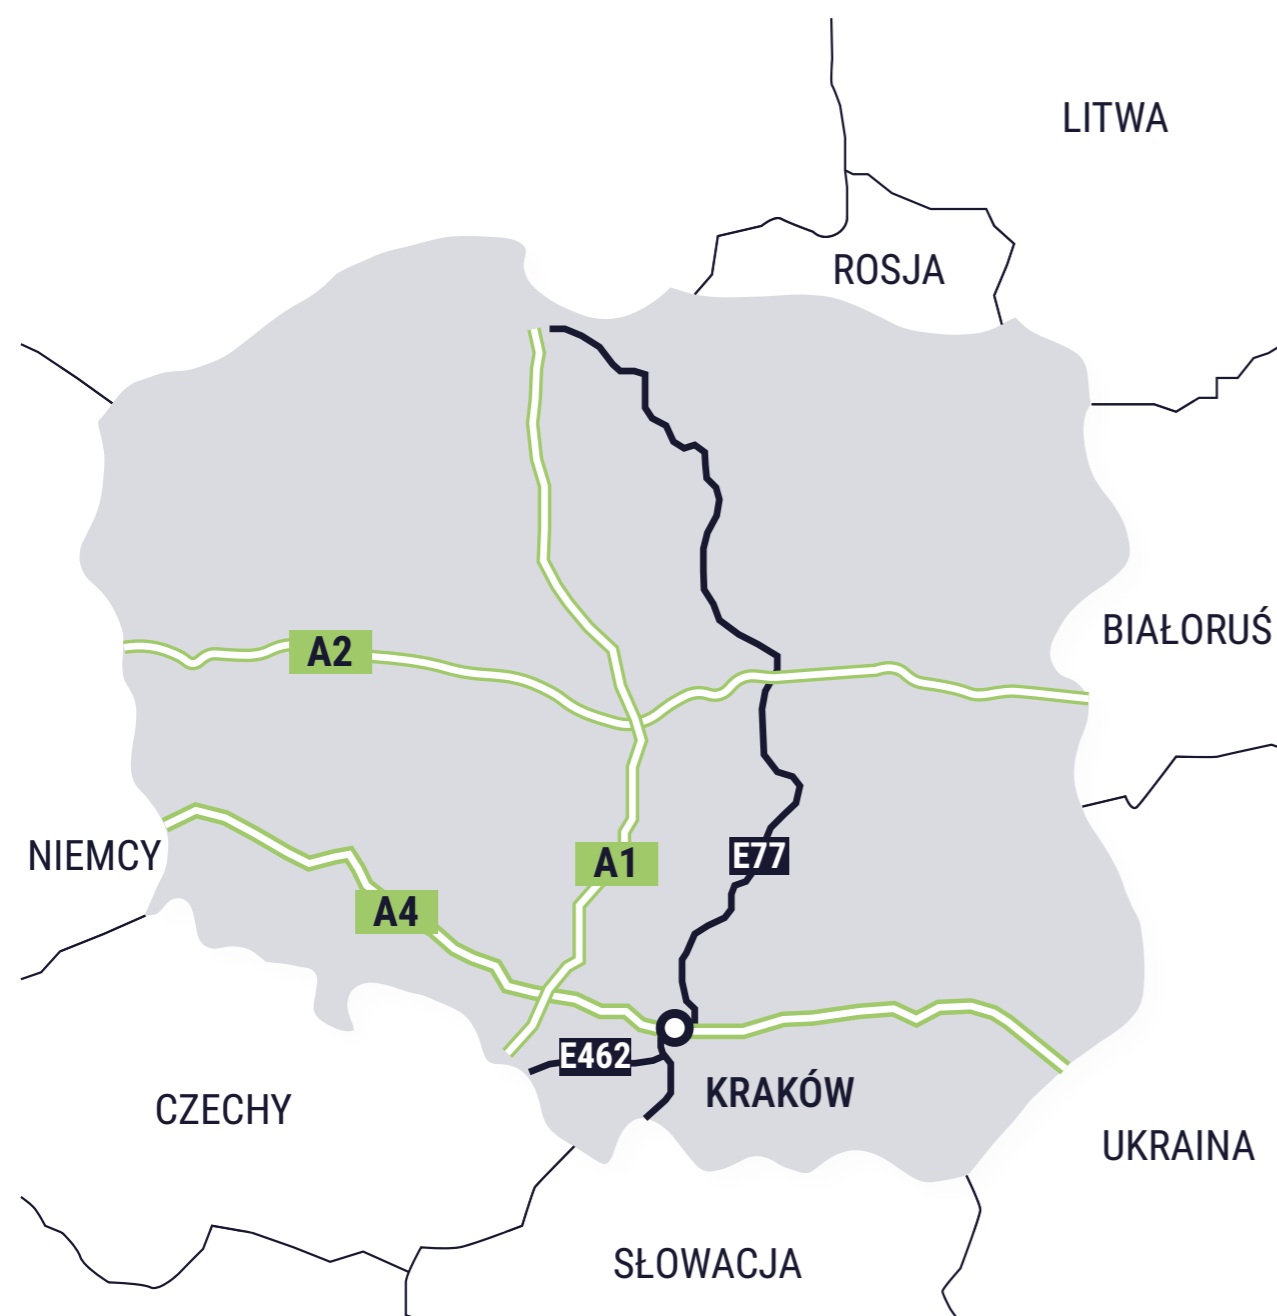 LITWA
ROSJA
BIAŁORUŚ
A2
NIEMCY
A1
E77
A4
E462
KRAKÓW
CZECHY
UKRAINA
SŁOWACJA